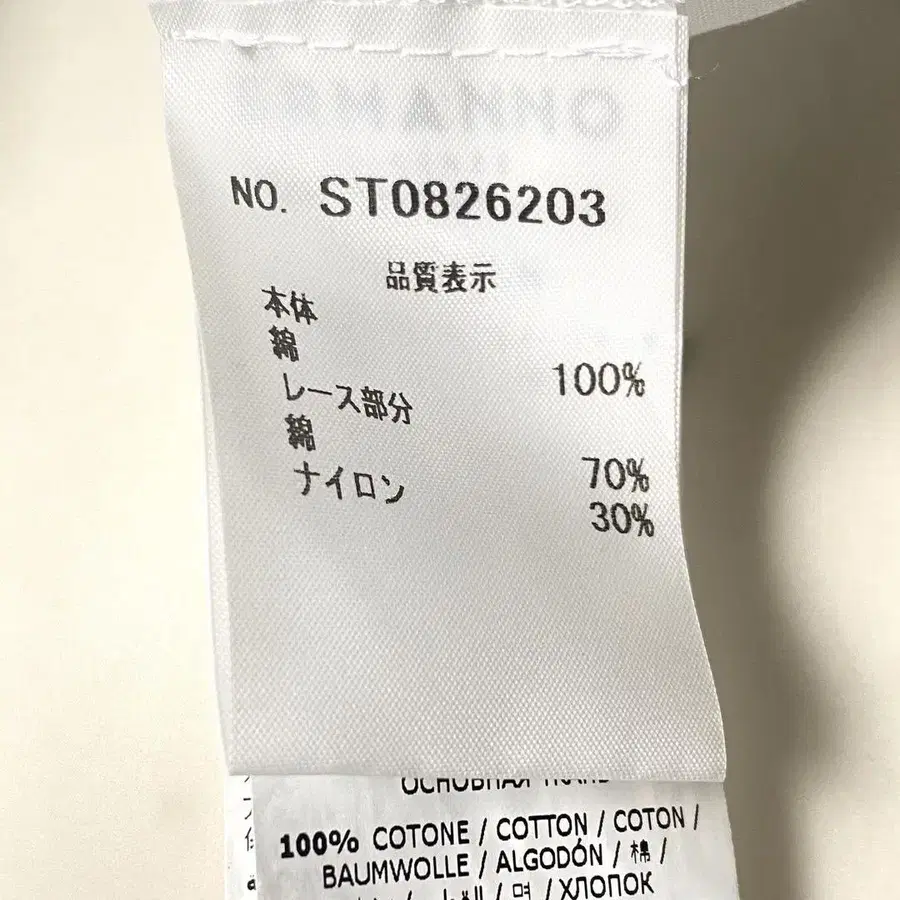 NO. ST0826203
品質表示
本体
綿 100%
レース部分
綿 70%
ナイロン 30%
100% COTONE / COTTON / COTON /
BAUMWOLLE / ALGODÓN / 棉 /
/ 면 / ХЛОПОК